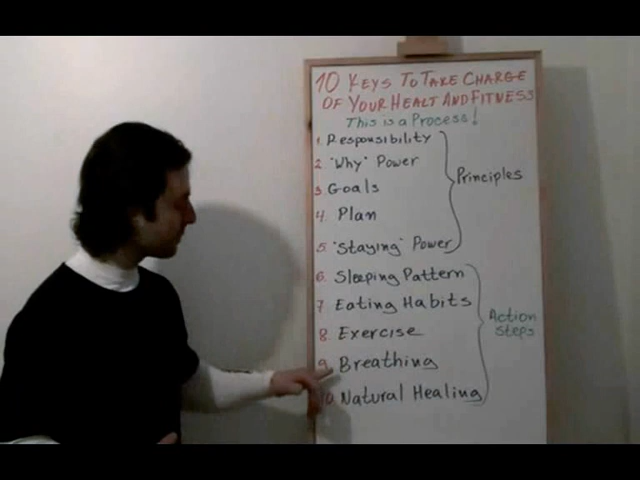 10 KEYS TO TAKE CHARGE
OF YOUR HEALT AND FITNESS
This is a Process!
1. Responsibility
2. "Why" Power
3. Goals
4. Plan
5. "Staying" Power
Principles
6. Sleeping Pattern
7. Eating Habits
8. Exercise
9. Breathing
10. Natural Healing
Action
Steps